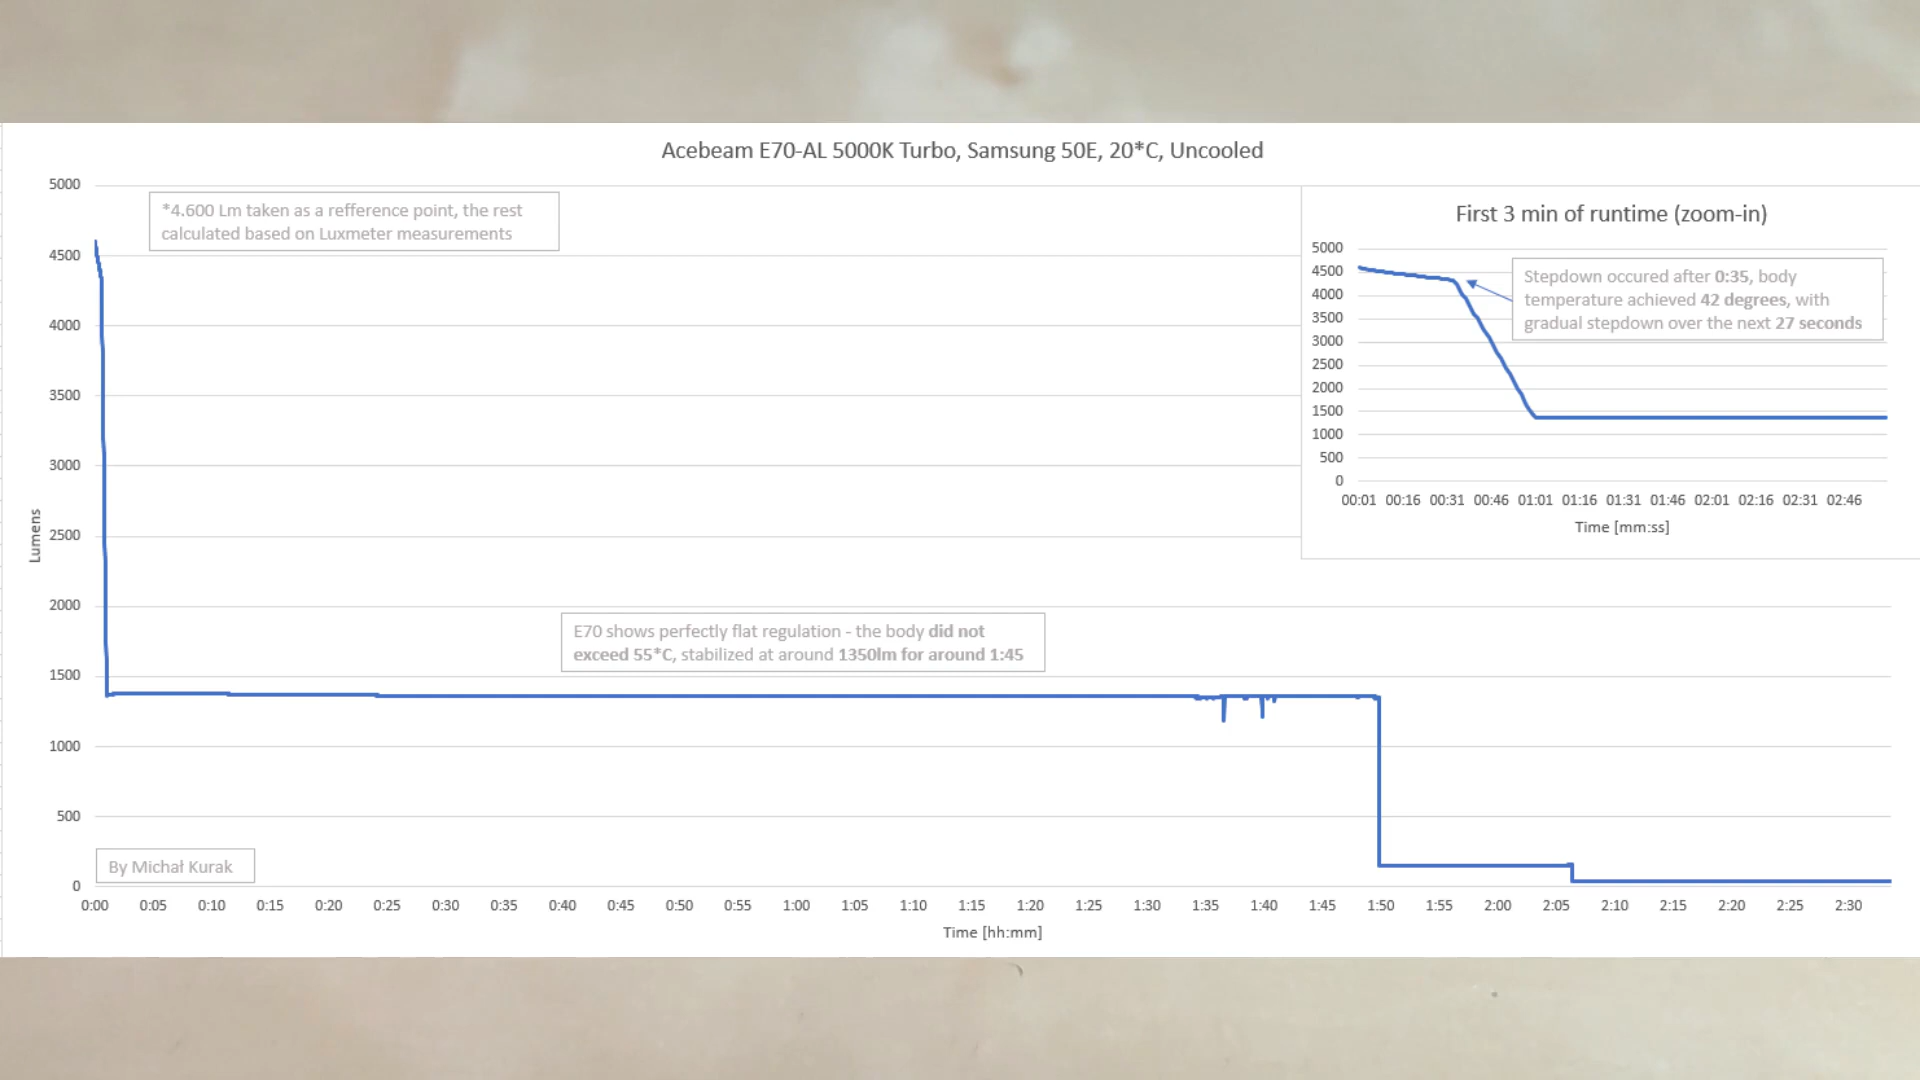 Acebeam E70-AL 5000K Turbo, Samsung 50E, 20*C, Uncooled
5000
4500
4000
3500
3000
2500
2000
1500
1000
500
0
Lumens
*4.600 Lm taken as a refference point, the rest
calculated based on Luxmeter measurements
E70 shows perfectly flat regulation - the body did not
exceed 55*C, stabilized at around 1350lm for around 1:45
By Michał Kurak
0:00 0:05 0:10 0:15 0:20 0:25 0:30 0:35 0:40 0:45 0:50 0:55 1:00 1:05 1:10 1:15 1:20 1:25 1:30 1:35 1:40 1:45 1:50 1:55 2:00 2:05 2:10 2:15 2:20 2:25 2:30
Time [hh:mm]
First 3 min of runtime (zoom-in)
5000
4500
4000
3500
3000
2500
2000
1500
1000
500
0
Stepdown occured after 0:35, body
temperature achieved 42 degrees, with
gradual stepdown over the next 27 seconds
00:01 00:16 00:31 00:46 01:01 01:16 01:31 01:46 02:01 02:16 02:31 02:46
Time [mm:ss]